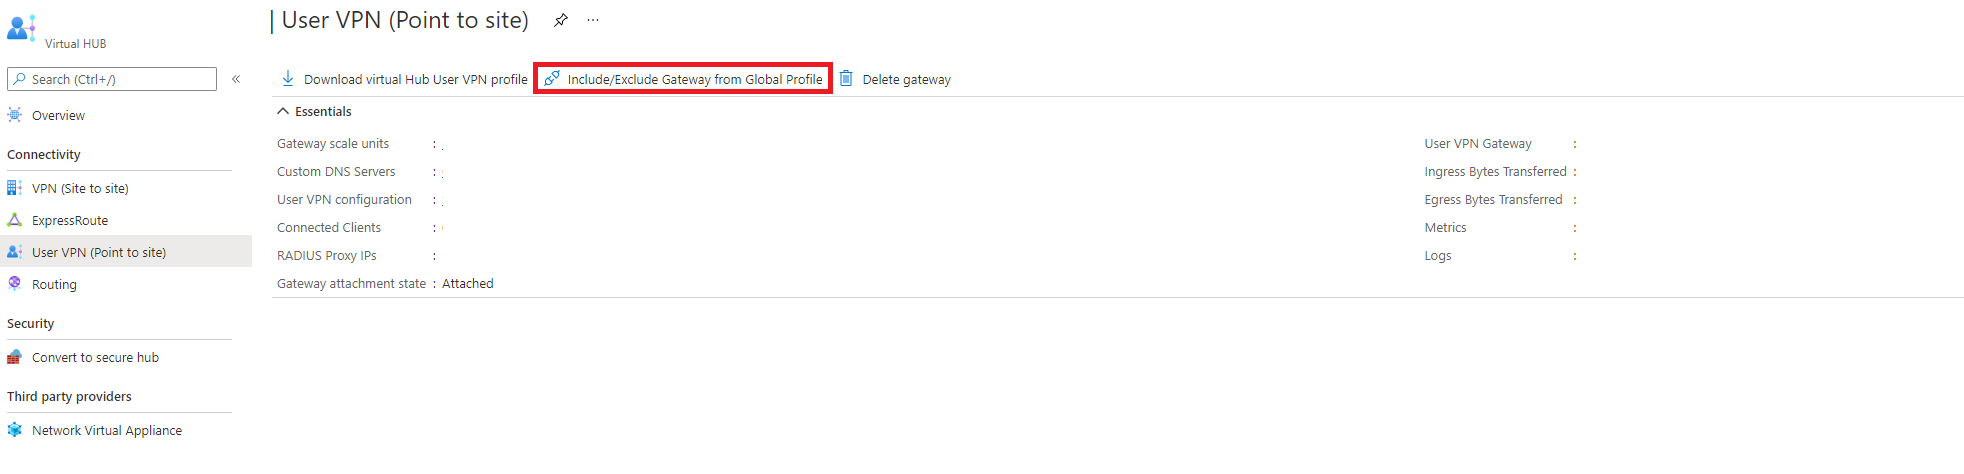 | User VPN (Point to site)
Virtual HUB
Search (Ctrl+/)
«
Download virtual Hub User VPN profile
Include/Exclude Gateway from Global Profile
Delete gateway
Overview
Connectivity
VPN (Site to site)
ExpressRoute
User VPN (Point to site)
Routing
Security
Convert to secure hub
Third party providers
Network Virtual Appliance
Essentials
Gateway scale units :
Custom DNS Servers :
User VPN configuration :
Connected Clients :
RADIUS Proxy IPs :
Gateway attachment state : Attached
User VPN Gateway :
Ingress Bytes Transferred :
Egress Bytes Transferred :
Metrics :
Logs :